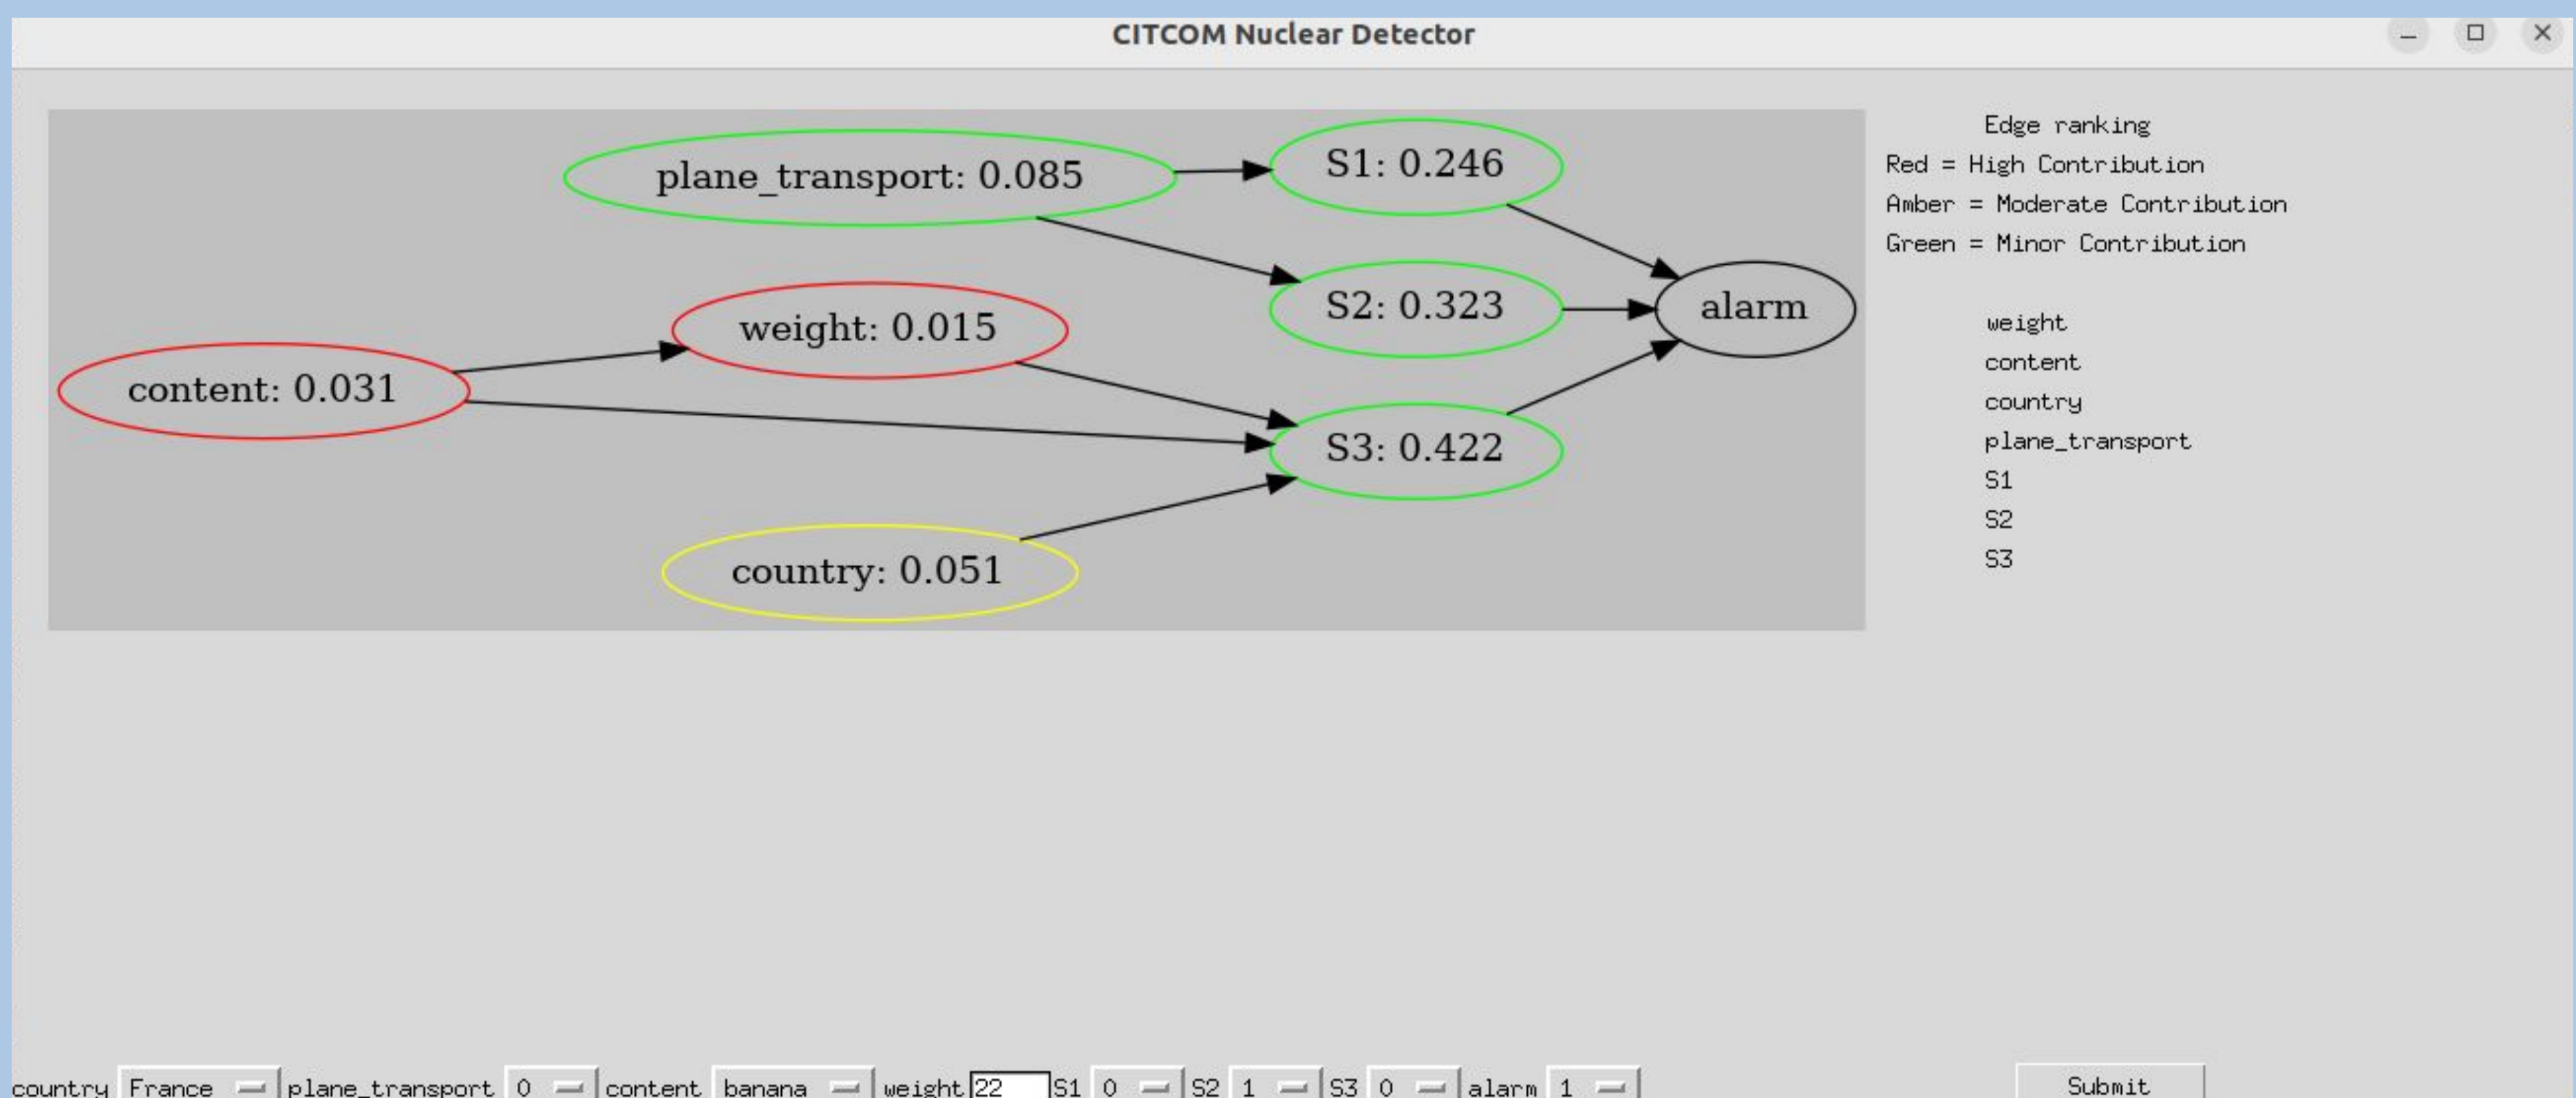 CITCOM Nuclear Detector
plane_transport: 0.085
S1: 0.246
weight: 0.015
S2: 0.323
alarm
content: 0.031
S3: 0.422
country: 0.051
Edge ranking
Red = High Contribution
Amber = Moderate Contribution
Green = Minor Contribution
weight
content
country
plane_transport
S1
S2
S3
country France plane_transport 0 content banana weight 22 S1 0 S2 1 S3 0 alarm 1 Submit